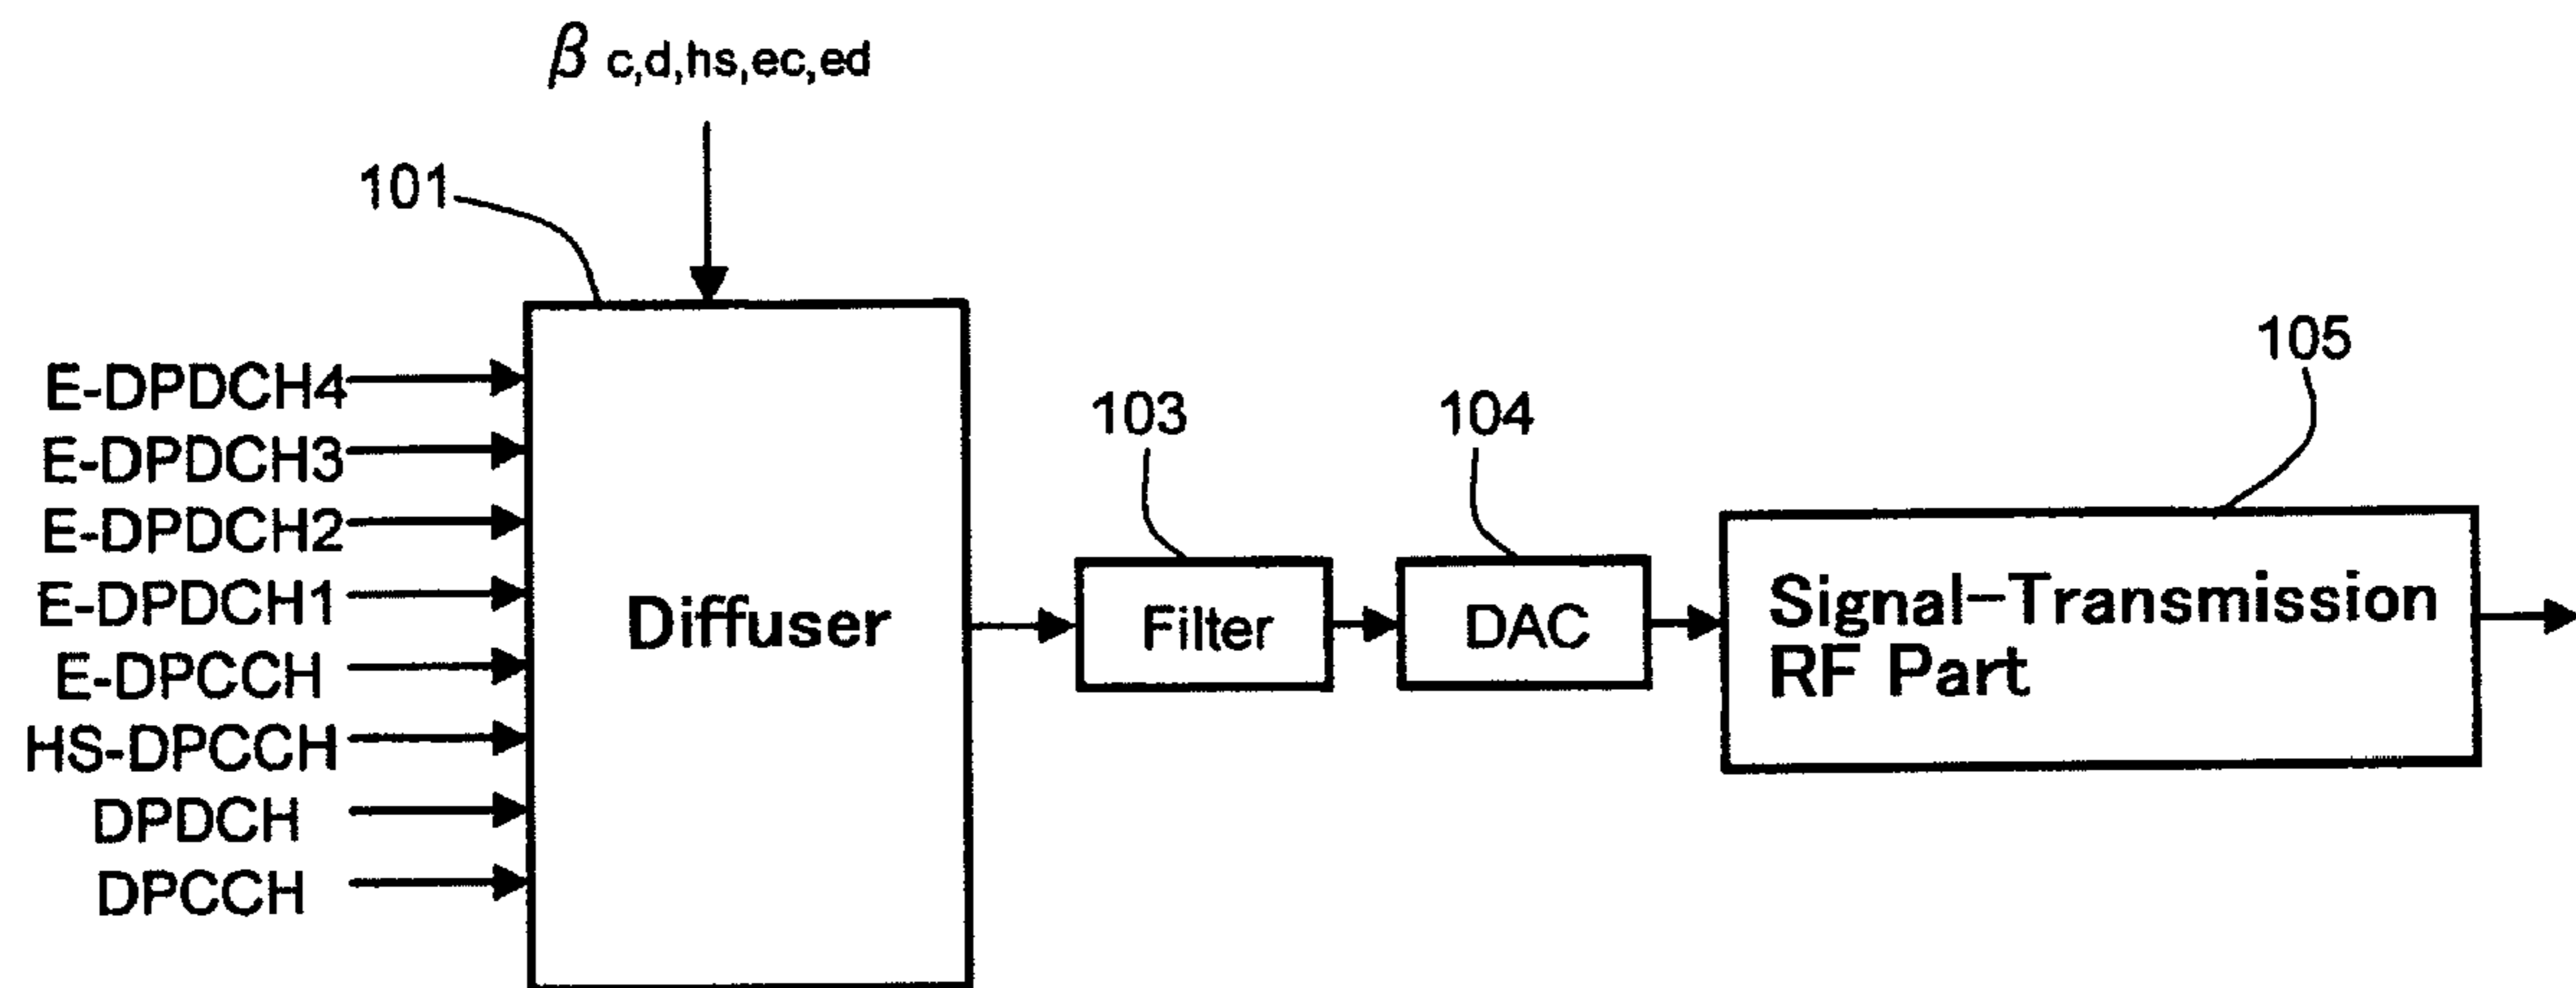 β c,d,hs,ec,ed
101
105
E-DPDCH4
103
104
E-DPDCH3
E-DPDCH2
E-DPDCH1
Diffuser
Filter
DAC
Signal-Transmission
RF Part
E-DPCCH
HS-DPCCH
DPDCH
DPCCH